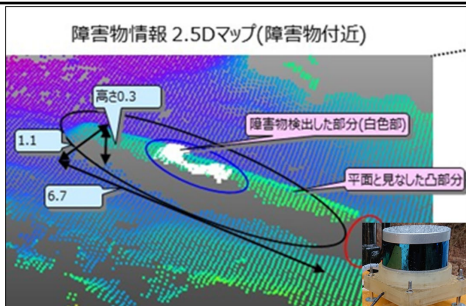 障害物情報 2.5Dマップ(障害物付近)
高さ0.3
障害物検出した部分(白色部)
1.1
平面と見なした凸部分
6.7